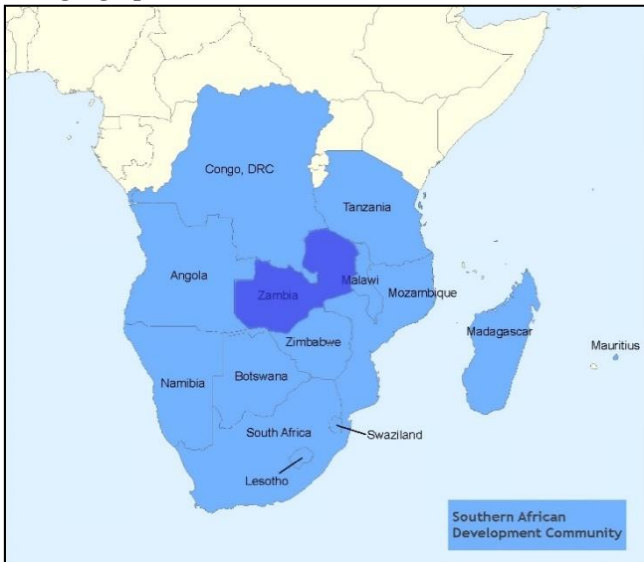 Congo, DRC
Tanzania
Angola
Zambia
Malawi
Mozambique
Zimbabwe
Madagascar
Mauritius
Namibia
Botswana
South Africa
Swaziland
Lesotho
Southern African
Development Community